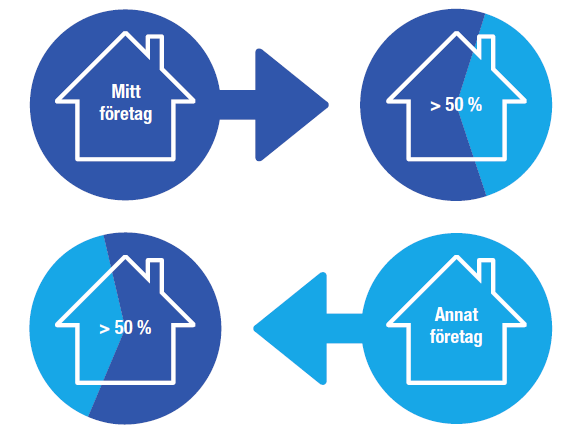 Mitt
företag
> 50 %
> 50 %
Annat
företag